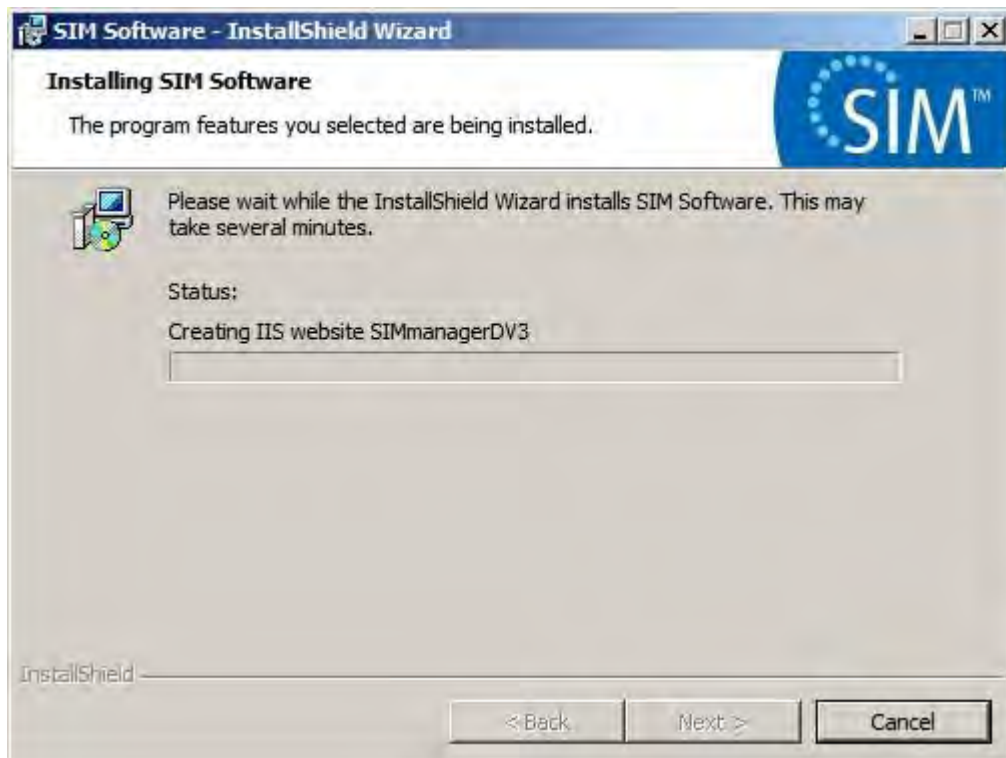 SIM Software - InstallShield Wizard
Installing SIM Software
The program features you selected are being installed.
SIM™
Please wait while the InstallShield Wizard installs SIM Software. This may
take several minutes.
Status:
Creating IIS website SIMmanagerDV3
InstallShield
< Back
Next >
Cancel